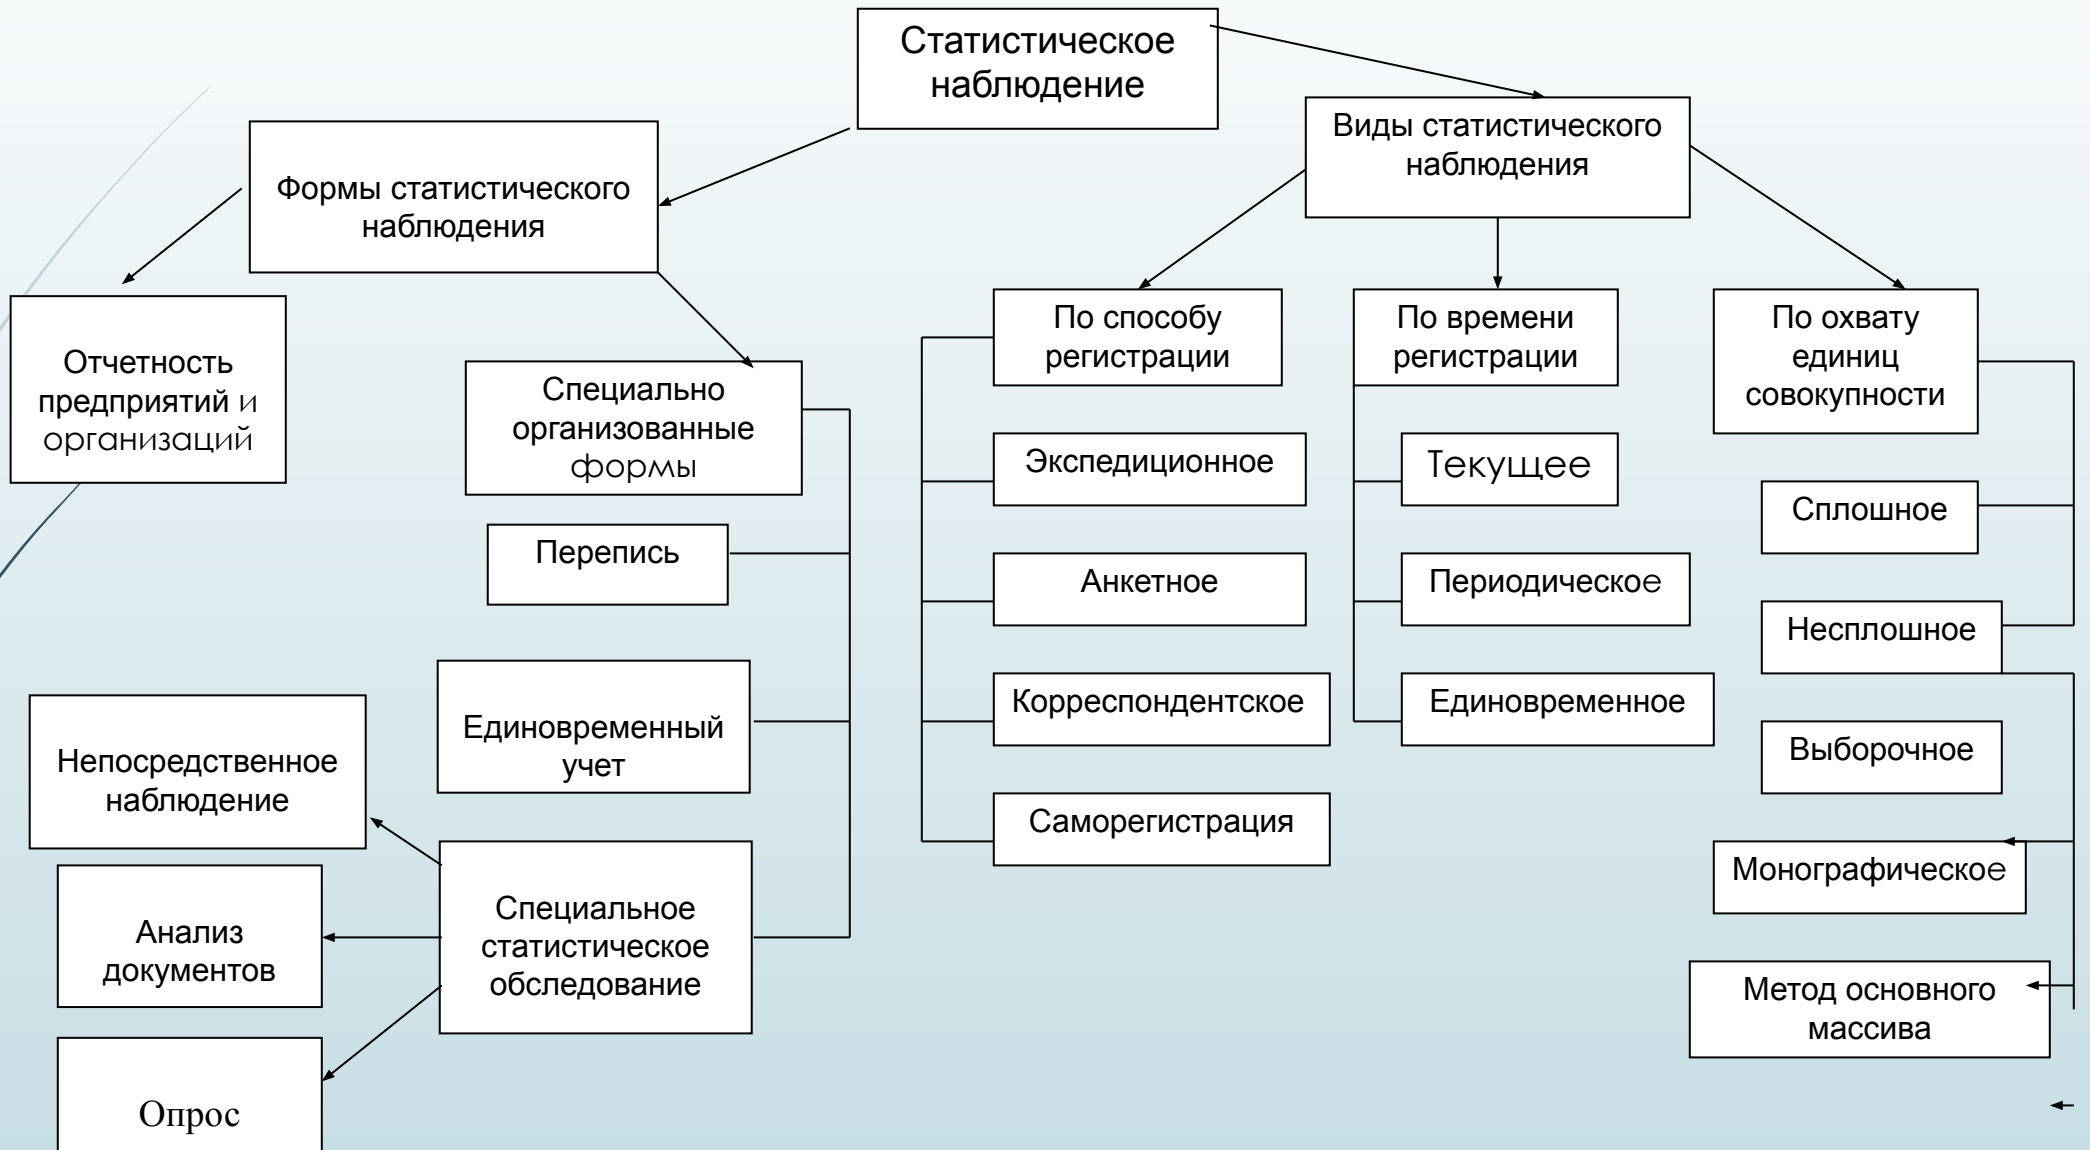 Статистическое
наблюдение
Виды статистического
наблюдения
Формы статистического
наблюдения
Отчетность
предприятий и
организаций
Специально
организованные
формы
Перепись
Единовременный
учет
Специальное
статистическое
обследование
Непосредственное
наблюдение
Анализ
документов
Опрос
По способу
регистрации
Экспедиционное
Анкетное
Корреспондентское
Саморегистрация
По времени
регистрации
Текущее
Периодическое
Единовременное
По охвату
единиц
совокупности
Сплошное
Несплошное
Выборочное
Монографическое
Метод основного
массива